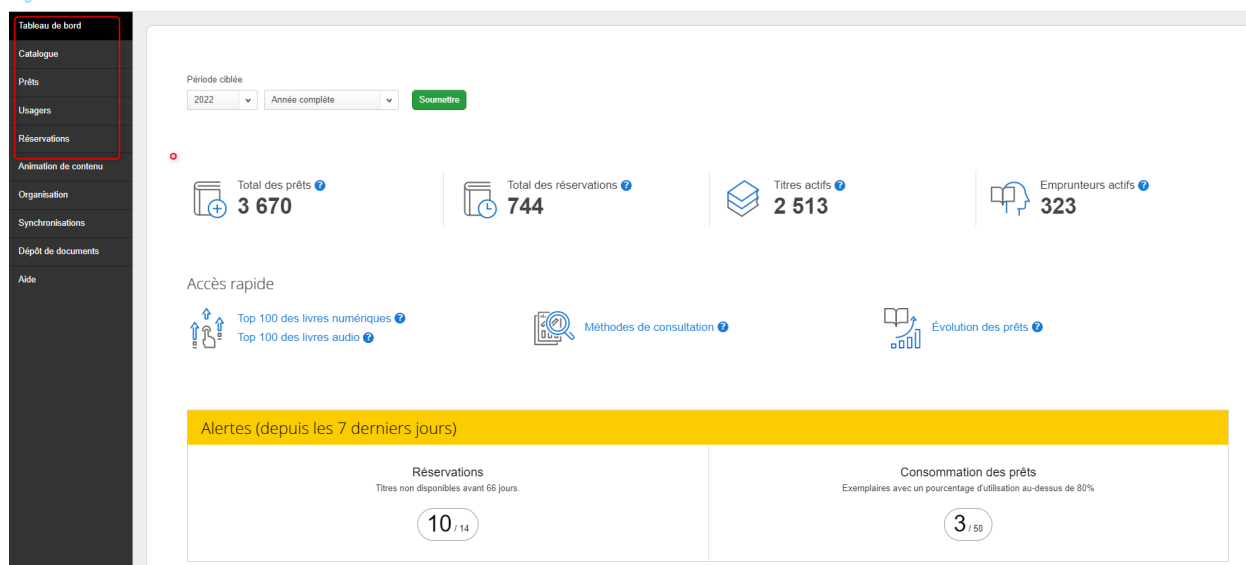 Tableau de bord
Catalogue
Prêts
Usagers
Réservations
Animation de contenu
Organisation
Synchronisations
Dépôt de documents
Aide
Période ciblée
2022 Année complète Soumettre
Total des prêts ?
3 670
Total des réservations ?
744
Titres actifs ?
2 513
Emprunteurs actifs ?
323
Accès rapide
Top 100 des livres numériques ?
Top 100 des livres audio ?
Méthodes de consultation ?
Évolution des prêts ?
Alertes (depuis les 7 derniers jours)
Réservations
Titres non disponibles avant 66 jours.
10 / 14
Consommation des prêts
Exemplaires avec un pourcentage d'utilisation au-dessus de 80%
3 / 50